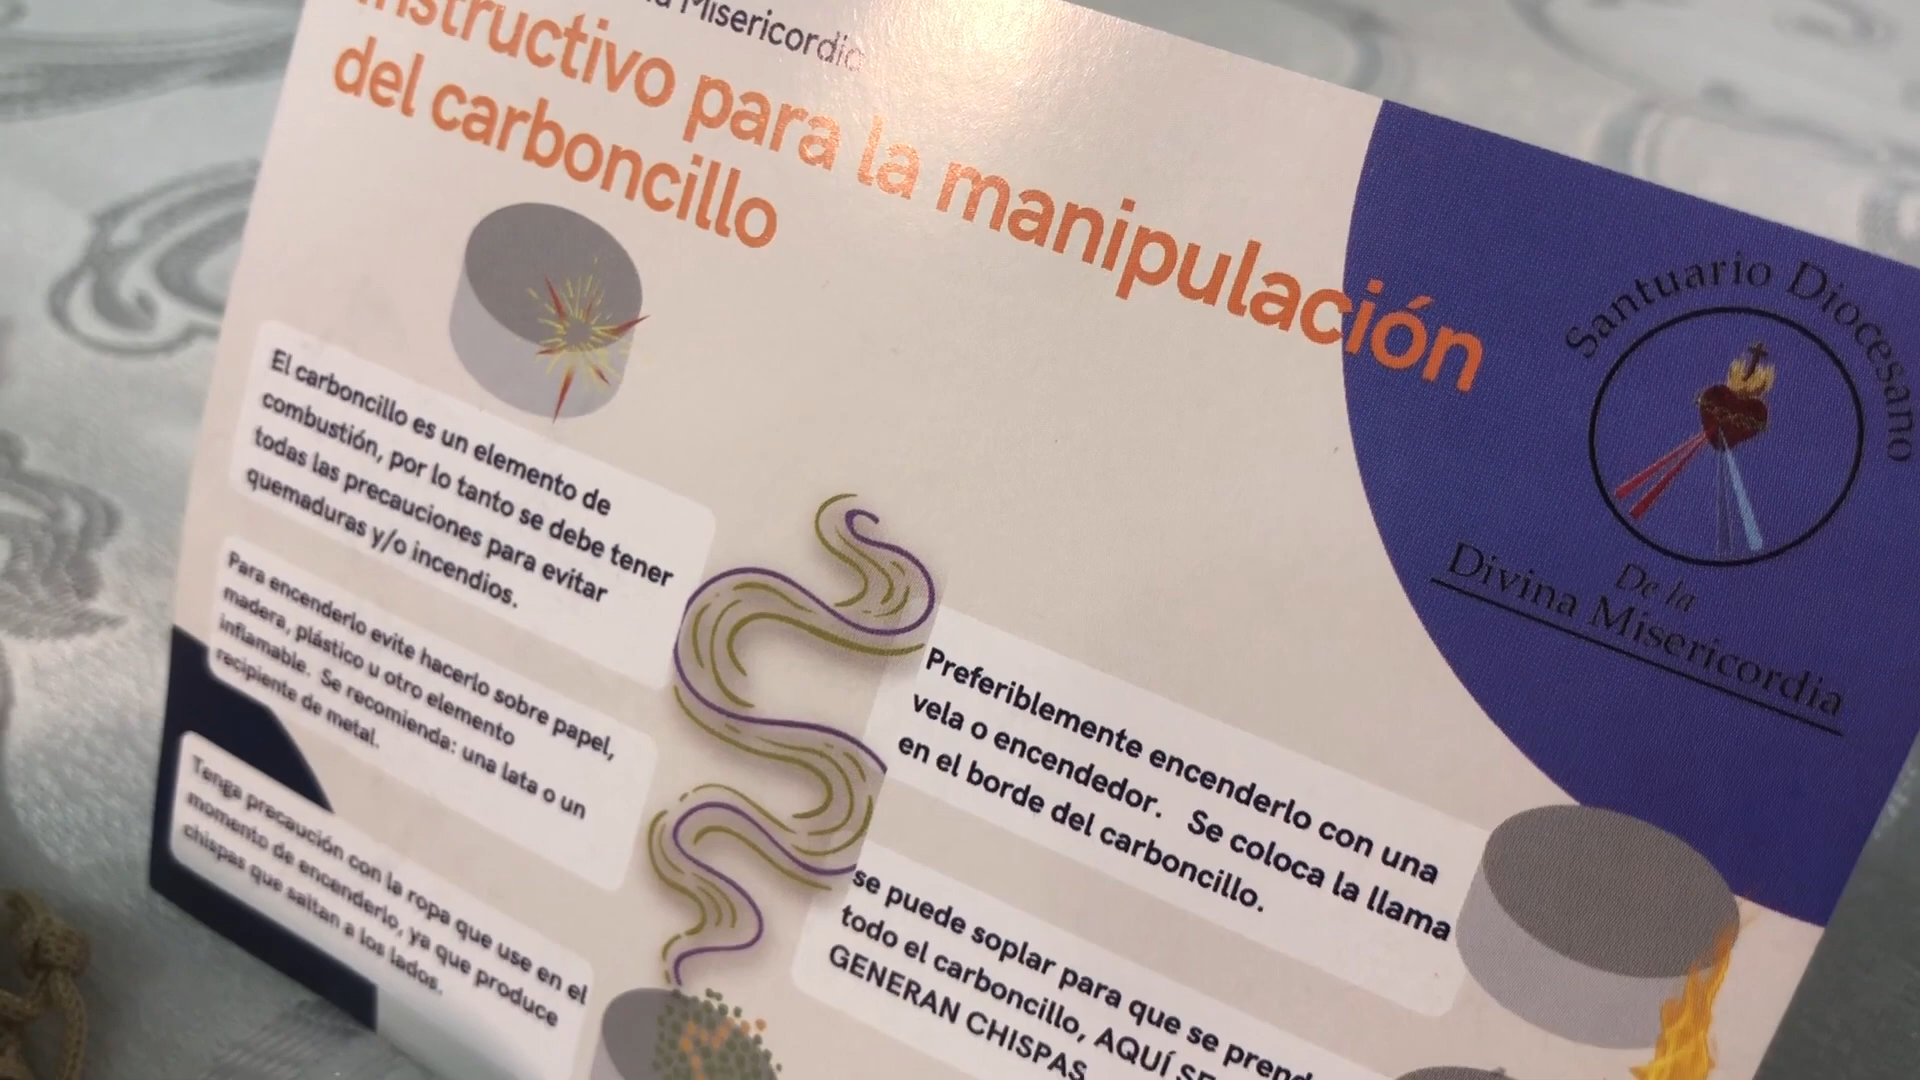 la Misericordia
Instructivo para la manipulación
del carboncillo
Santuario Diocesano
De la
Divina Misericordia
El carboncillo es un elemento de
combustión, por lo tanto se debe tener
todas las precauciones para evitar
quemaduras y/o incendios.
Para encenderlo evite hacerlo sobre papel,
madera, plástico u otro elemento
inflamable. Se recomienda: una lata o un
recipiente de metal.
Tenga precaución con la ropa que use en el
momento de encenderlo, ya que produce
chispas que saltan a los lados.
Preferiblemente encenderlo con una
vela o encendedor. Se coloca la llama
en el borde del carboncillo.
se puede soplar para que se prend
todo el carboncillo, AQUÍ SE
GENERAN CHISPAS